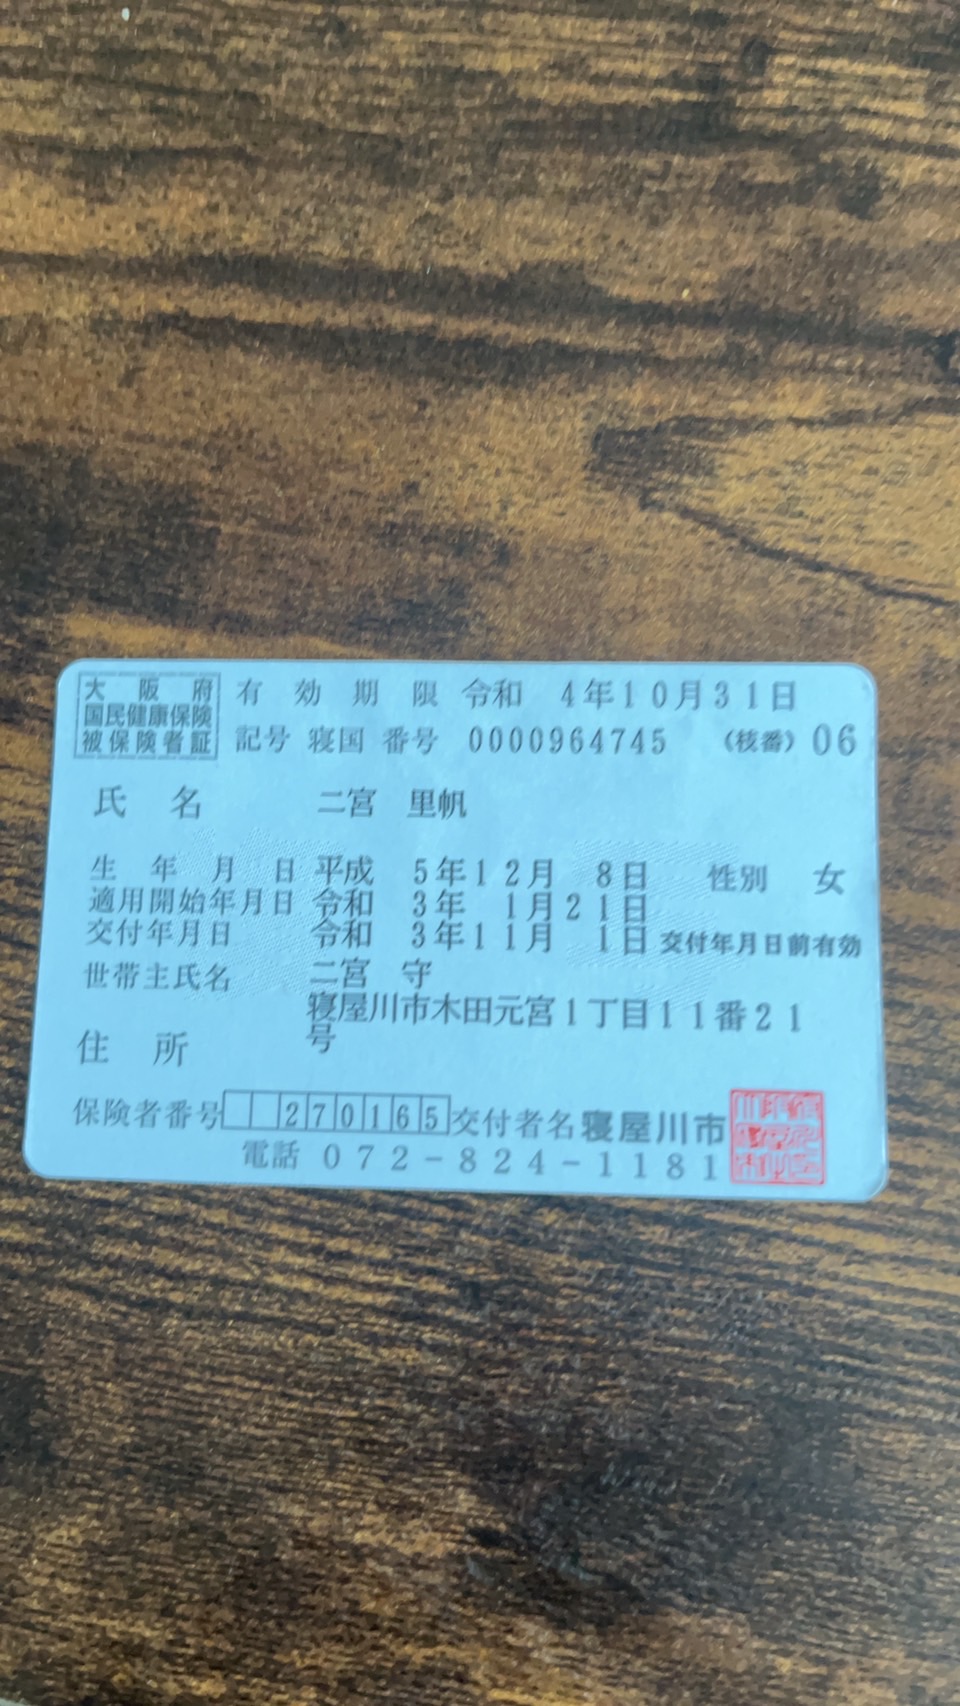 大阪府
国民健康保険
被保険者証
有効期限 令和 4年10月31日
記号 寝国 番号 0000964745 (枝番) 06
氏名 二宮 里帆
生年月日 平成 5年12月 8日 性別 女
適用開始年月日 令和 3年 1月21日
交付年月日 令和 3年11月 1日 交付年月日前有効
世帯主氏名 二宮 守
住所 寝屋川市木田元宮1丁目11番21
号
保険者番号 270165 交付者名 寝屋川市
電話 072-824-1181